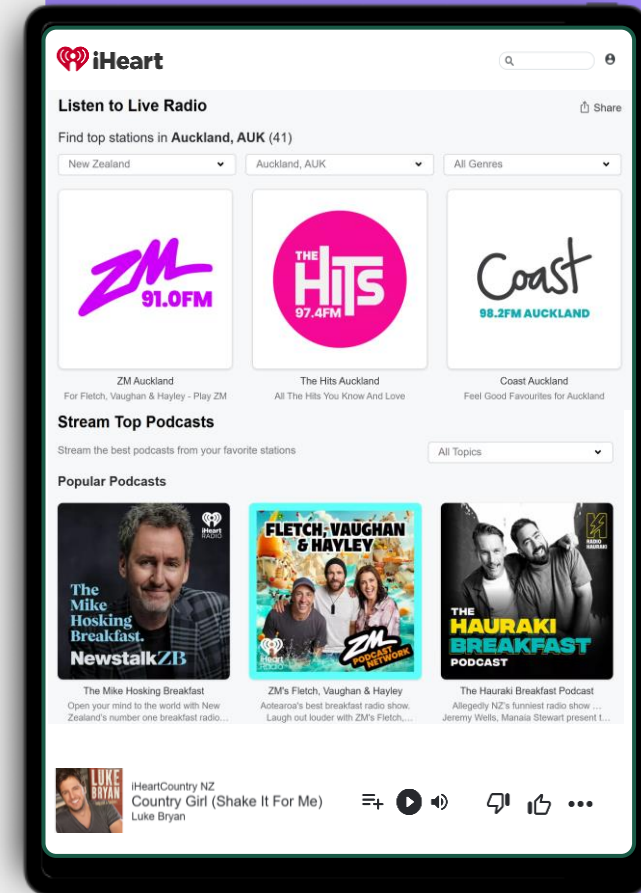 iHeart
Listen to Live Radio
Share
Find top stations in Auckland, AUK (41)
New Zealand
Auckland, AUK
All Genres
ZM
91.0FM
THE
HITS
97.4FM
Coast
98.2FM AUCKLAND
ZM Auckland
For Fletch, Vaughan & Hayley - Play ZM
The Hits Auckland
All The Hits You Know And Love
Coast Auckland
Feel Good Favourites for Auckland
Stream Top Podcasts
Stream the best podcasts from your favorite stations
All Topics
Popular Podcasts
iHeart
RADIO
The
Mike
Hosking
Breakfast.
NewstalkZB
FLETCH, VAUGHAN
& HAYLEY
iHeart
RADIO
ZM
PODCAST
NETWORK
RADIO
HAURAKI
THE
HAURAKI
BREAKFAST
PODCAST
The Mike Hosking Breakfast
Open your mind to the world with New
Zealand's number one breakfast radio…
ZM's Fletch, Vaughan & Hayley
Aotearoa's best breakfast radio show.
Laugh out louder with ZM's Fletch,…
The Hauraki Breakfast Podcast
Allegedly NZ's funniest radio show …
Jeremy Wells, Manaia Stewart present t…
LUKE
BRYAN
iHeartCountry NZ
Country Girl (Shake It For Me)
Luke Bryan